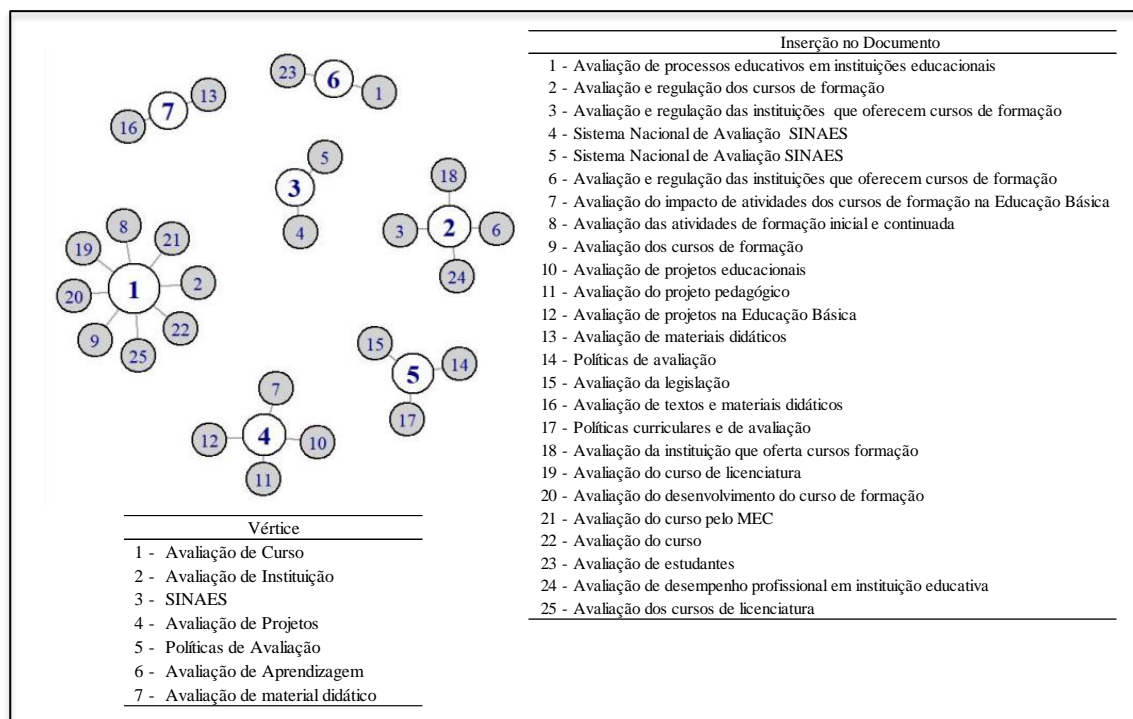 23
6
1
13
7
16
5
3
4
18
3
2
6
24
8
21
19
1
2
20
22
9
25
15
14
5
17
7
12
4
10
11
Vértice
1 - Avaliação de Curso
2 - Avaliação de Instituição
3 - SINAES
4 - Avaliação de Projetos
5 - Políticas de Avaliação
6 - Avaliação de Aprendizagem
7 - Avaliação de material didático
Inserção no Documento
1 - Avaliação de processos educativos em instituições educacionais
2 - Avaliação e regulação dos cursos de formação
3 - Avaliação e regulação das instituições que oferecem cursos de formação
4 - Sistema Nacional de Avaliação SINAES
5 - Sistema Nacional de Avaliação SINAES
6 - Avaliação e regulação das instituições que oferecem cursos de formação
7 - Avaliação do impacto de atividades dos cursos de formação na Educação Básica
8 - Avaliação das atividades de formação inicial e continuada
9 - Avaliação dos cursos de formação
10 - Avaliação de projetos educacionais
11 - Avaliação do projeto pedagógico
12 - Avaliação de projetos na Educação Básica
13 - Avaliação de materiais didáticos
14 - Políticas de avaliação
15 - Avaliação da legislação
16 - Avaliação de textos e materiais didáticos
17 - Políticas curriculares e de avaliação
18 - Avaliação da instituição que oferta cursos formação
19 - Avaliação do curso de licenciatura
20 - Avaliação do desenvolvimento do curso de formação
21 - Avaliação do curso pelo MEC
22 - Avaliação do curso
23 - Avaliação de estudantes
24 - Avaliação de desempenho profissional em instituição educativa
25 - Avaliação dos cursos de licenciatura